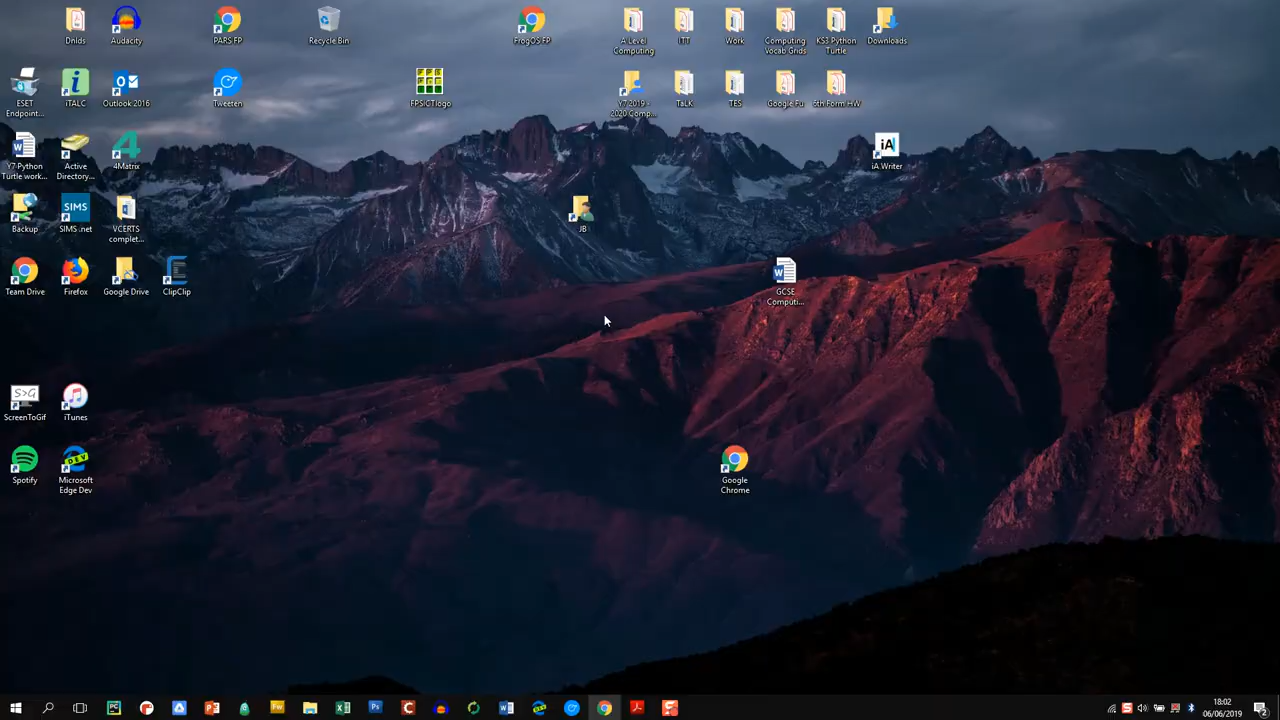 Dnlds
Audacity
PARS FP
Recycle Bin
FrogOS FP
A Level
Computing
ITT
Work
Computing
Vocab Grids
KS3 Python
Turtle
Downloads
ESET
Endpoint...
iTALC
Outlook 2016
Tweeten
FPSICTlogo
Y7 2019 -
2020 Comp...
TaLK
TES
Google Fu
6th Form HW
Y7 Python
Turtle work...
Active
Directory...
4Matrix
iA Writer
Backup
SIMS .net
VCERTS
complet...
JB
Team Drive
Firefox
Google Drive
ClipClip
GCSE
Computi...
ScreenToGif
iTunes
Spotify
Microsoft
Edge Dev
Google
Chrome
18:02
06/06/2019